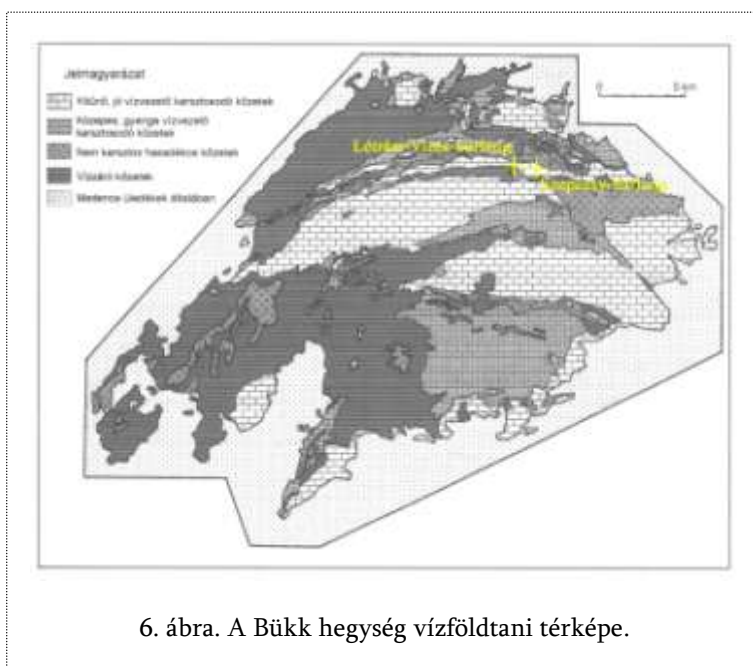 Jelmagyarázat
Kitűnő, jó vízvezető karsztosodó kőzetek
Közepes, gyenge vízvezető
karsztosodó kőzetek
Nem karsztos hasadékos kőzetek
Vízzáró kőzetek
Medence üledékek általában
0 5 km
6. ábra. A Bükk hegység vízföldtani térképe.